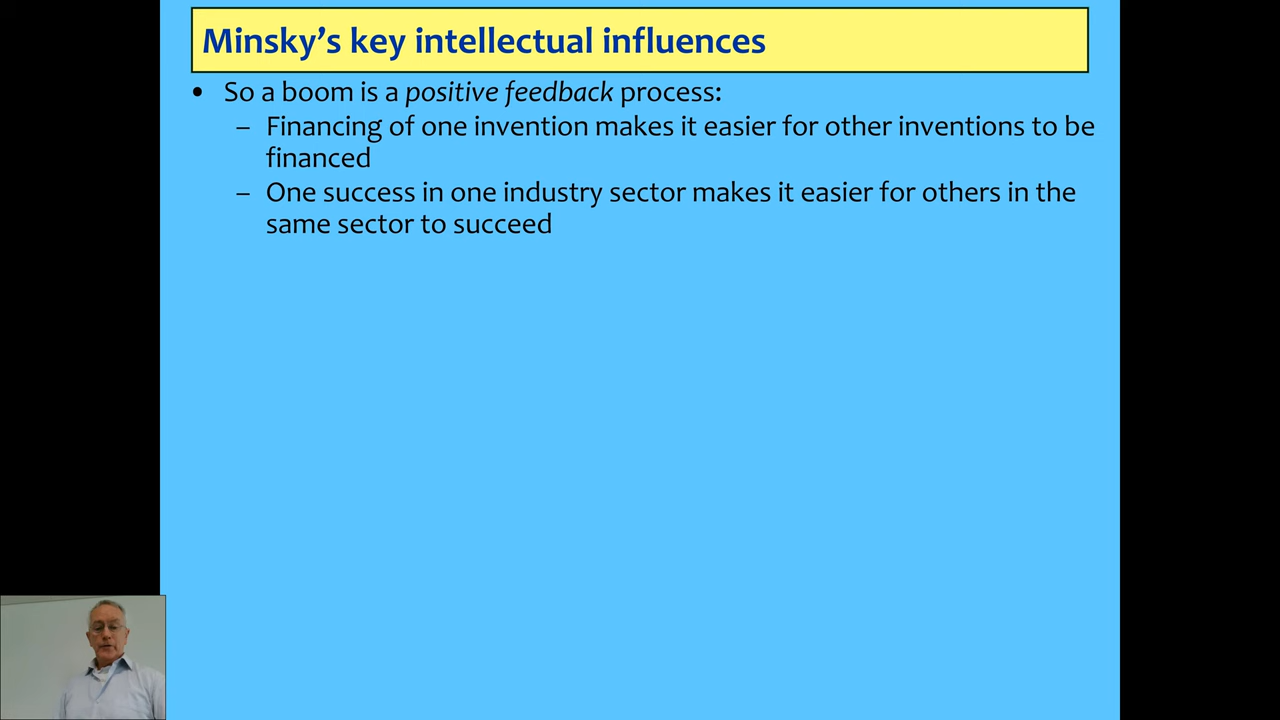 Minsky’s key intellectual influences
• So a boom is a positive feedback process:
– Financing of one invention makes it easier for other inventions to be
financed
– One success in one industry sector makes it easier for others in the
same sector to succeed